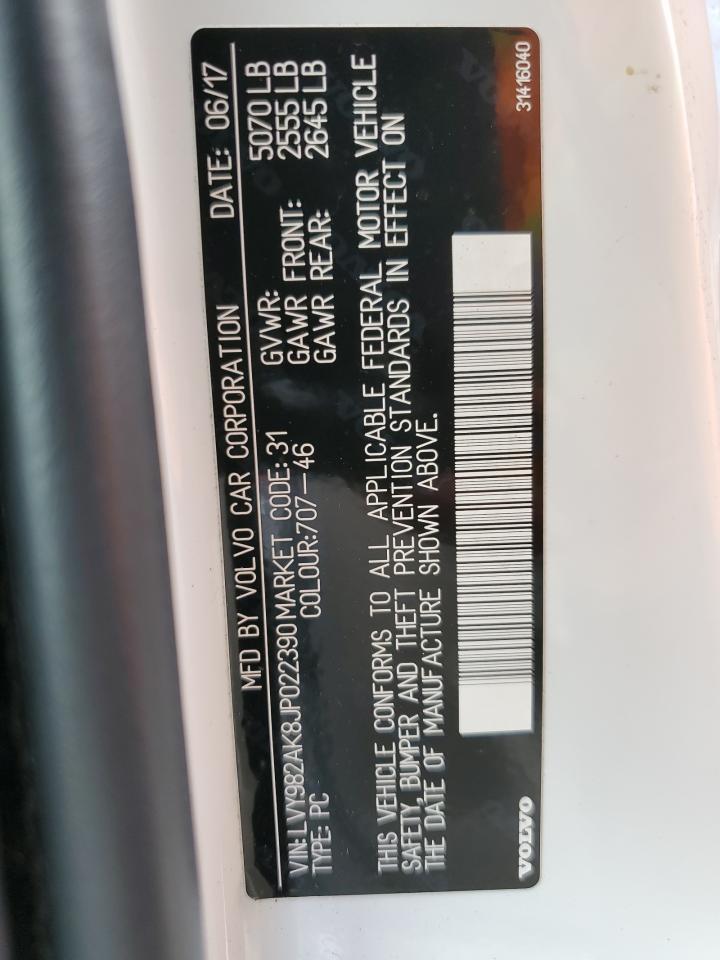 MFD BY VOLVO CAR CORPORATION DATE: 06/17
VIN:LVY982AK8JP022390 MARKET CODE: 31 GVWR: 5070 LB
TYPE: PC COLOUR:707-46 GAWR FRONT: 2555 LB
GAWR REAR: 2645 LB
THIS VEHICLE CONFORMS TO ALL APPLICABLE FEDERAL MOTOR VEHICLE
SAFETY, BUMPER AND THEFT PREVENTION STANDARDS IN EFFECT ON
THE DATE OF MANUFACTURE SHOWN ABOVE.
VOLVO 31416040